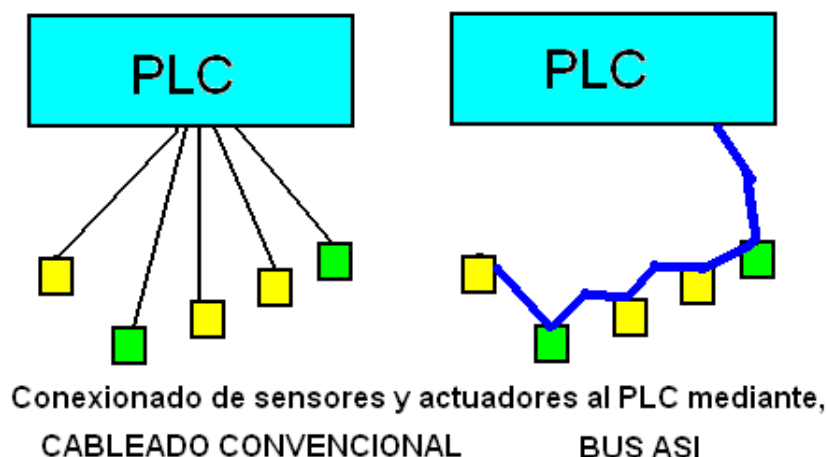 PLC
PLC
Conexionado de sensores y actuadores al PLC mediante,
CABLEADO CONVENCIONAL
BUS ASI